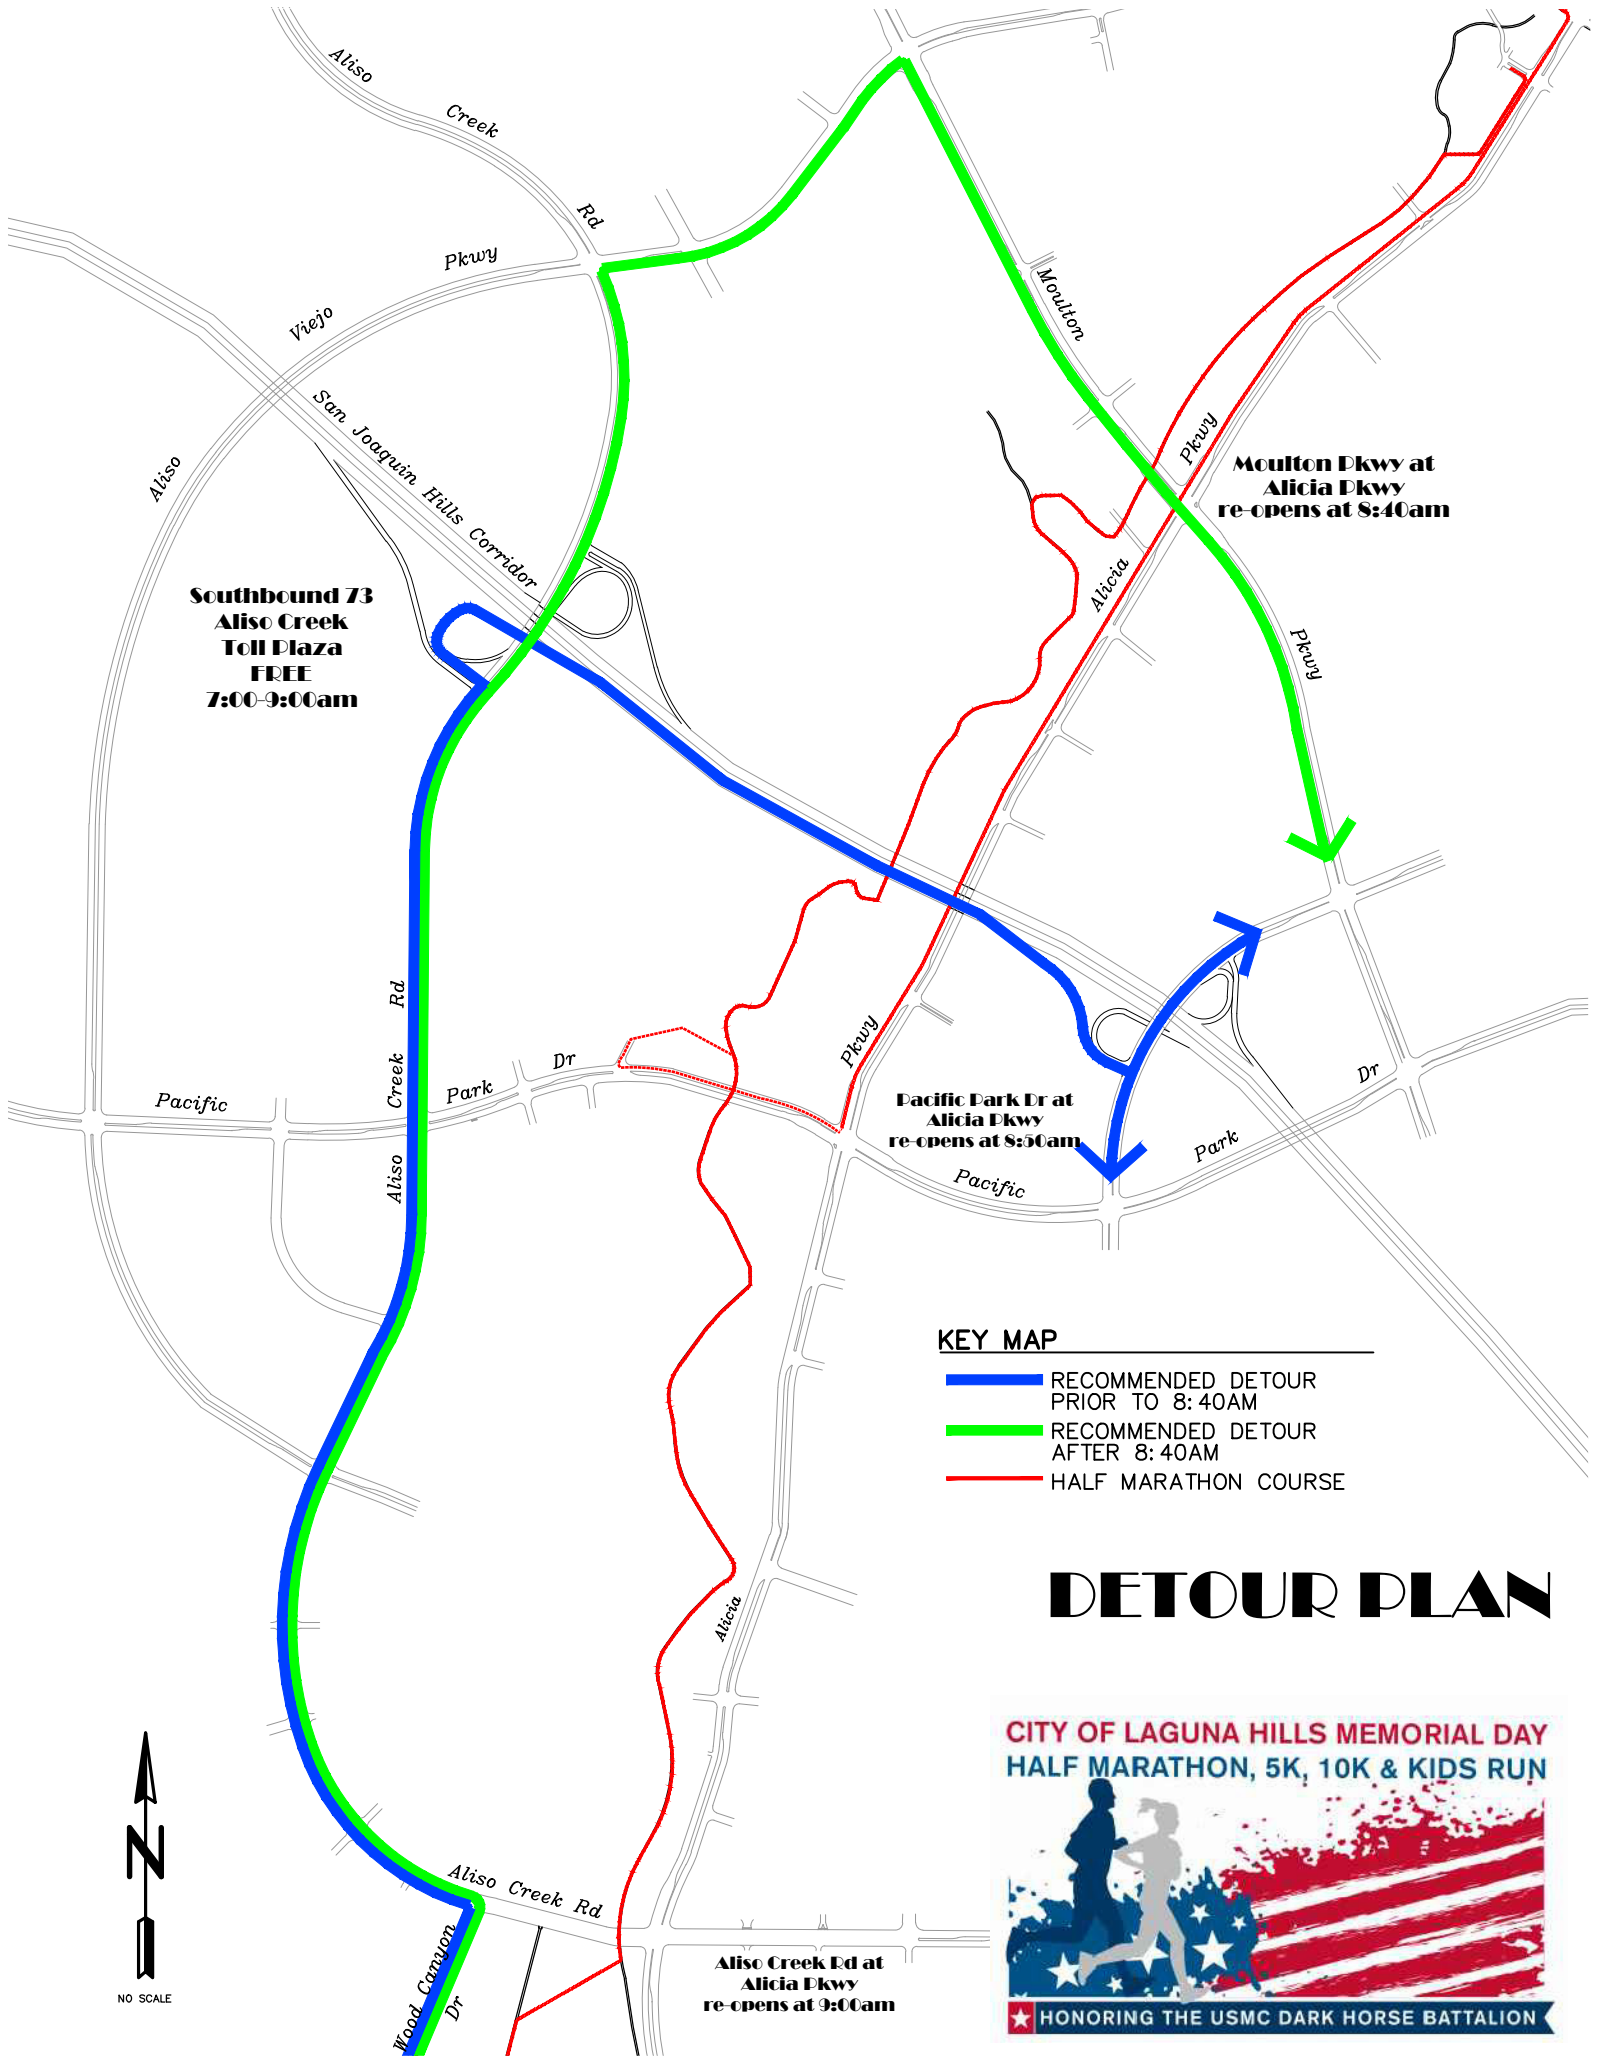 Aliso
Creek
Rd
Pkwy
Viejo
Aliso
San Joaquin Hills Corridor
Moulton
Pkwy
Pkwy
Alicia
Moulton Pkwy at
Alicia Pkwy
re-opens at 8:40am
Southbound 73
Aliso Creek
Toll Plaza
FREE
7:00-9:00am
Rd
Creek
Aliso
Pacific
Park
Dr
Pkwy
Pacific Park Dr at
Alicia Pkwy
re-opens at 8:50am
Pacific
Park
Dr
KEY MAP
RECOMMENDED DETOUR
PRIOR TO 8:40AM
RECOMMENDED DETOUR
AFTER 8:40AM
HALF MARATHON COURSE
DETOUR PLAN
Alicia
Aliso Creek Rd
Wood Canyon
Dr
Aliso Creek Rd at
Alicia Pkwy
re-opens at 9:00am
N
NO SCALE
CITY OF LAGUNA HILLS MEMORIAL DAY
HALF MARATHON, 5K, 10K & KIDS RUN
HONORING THE USMC DARK HORSE BATTALION